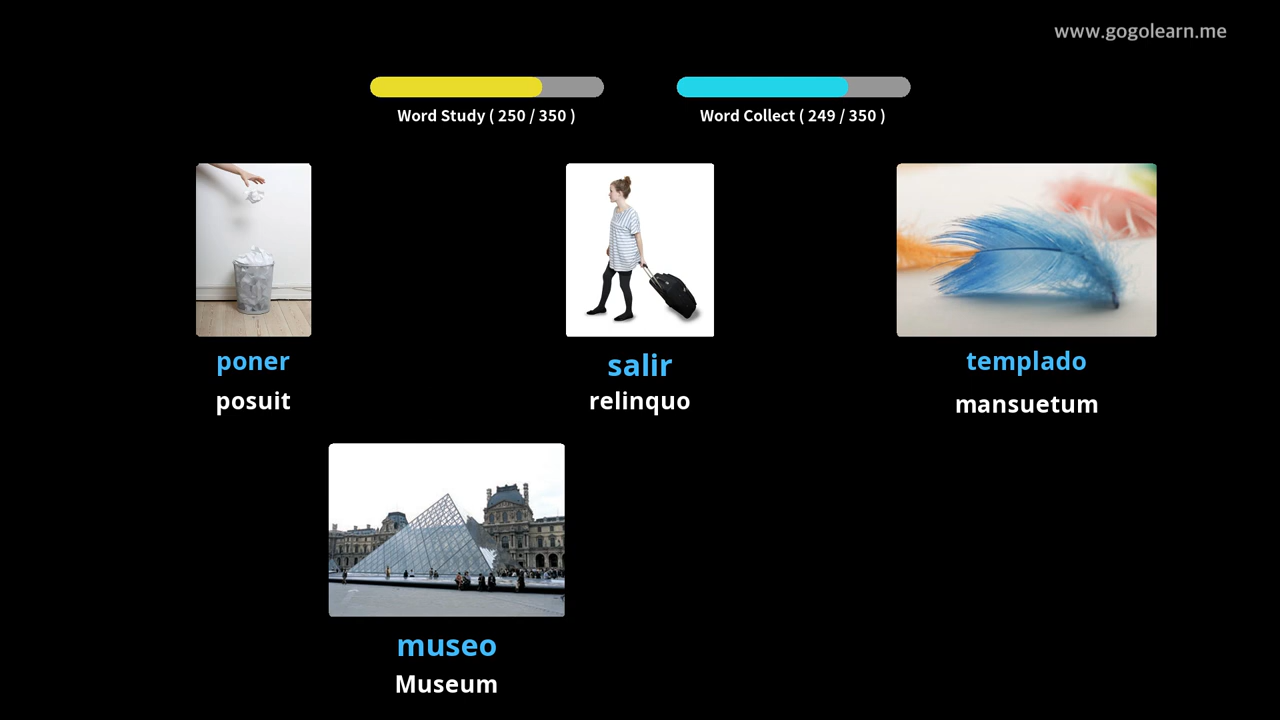 www.gogolearn.me
Word Study ( 250 / 350 )
Word Collect ( 249 / 350 )
poner
posuit
salir
relinquo
templado
mansuetum
museo
Museum